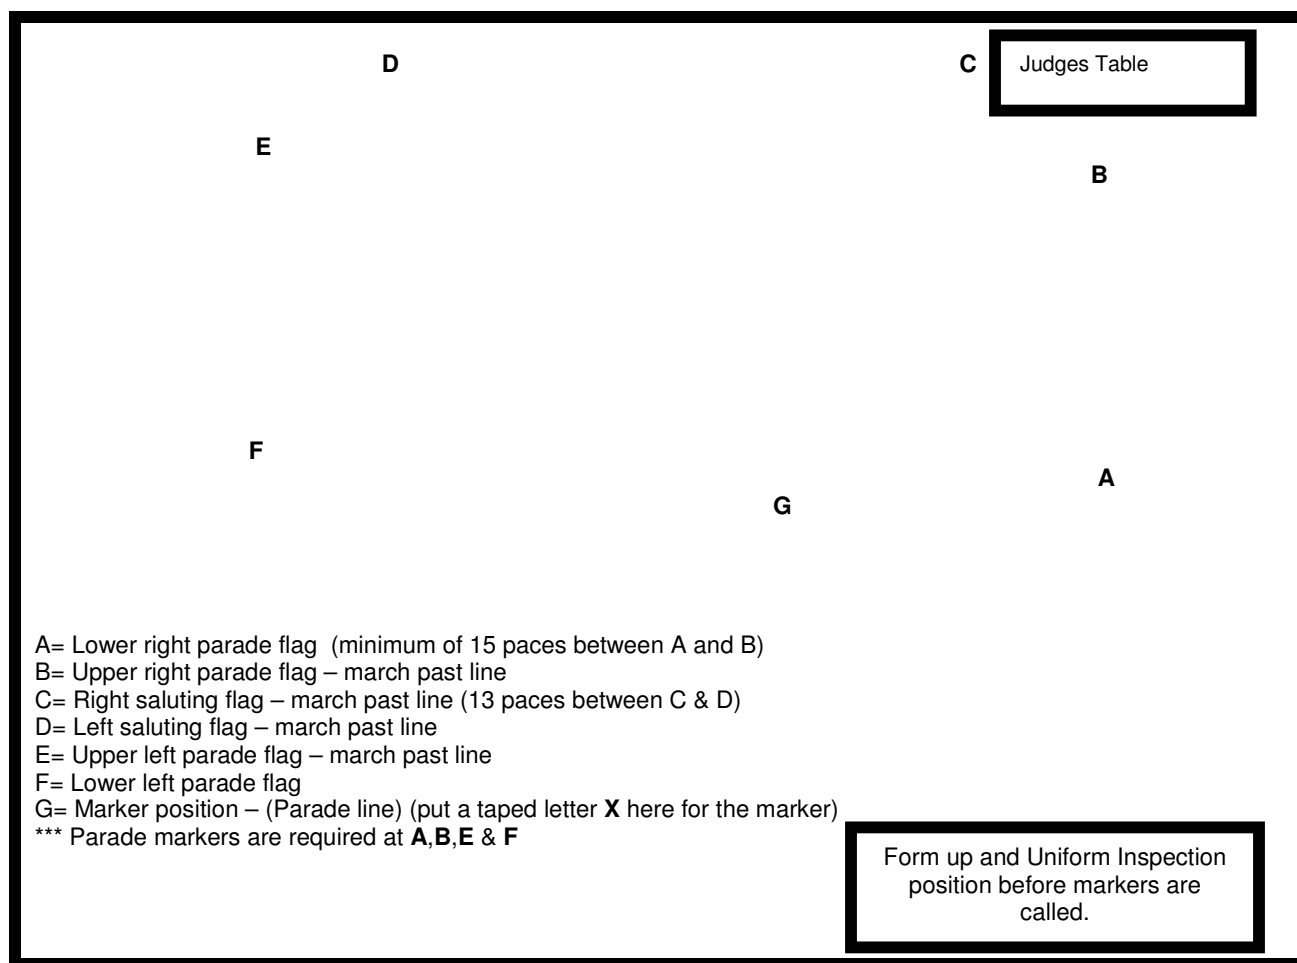 D
C
Judges Table
E
B
F
A
G
A= Lower right parade flag  (minimum of 15 paces between A and B)
B= Upper right parade flag – march past line
C= Right saluting flag – march past line (13 paces between C & D)
D= Left saluting flag – march past line
E= Upper left parade flag – march past line
F= Lower left parade flag
G= Marker position – (Parade line) (put a taped letter X here for the marker)
*** Parade markers are required at A,B,E & F
Form up and Uniform Inspection
position before markers are
called.